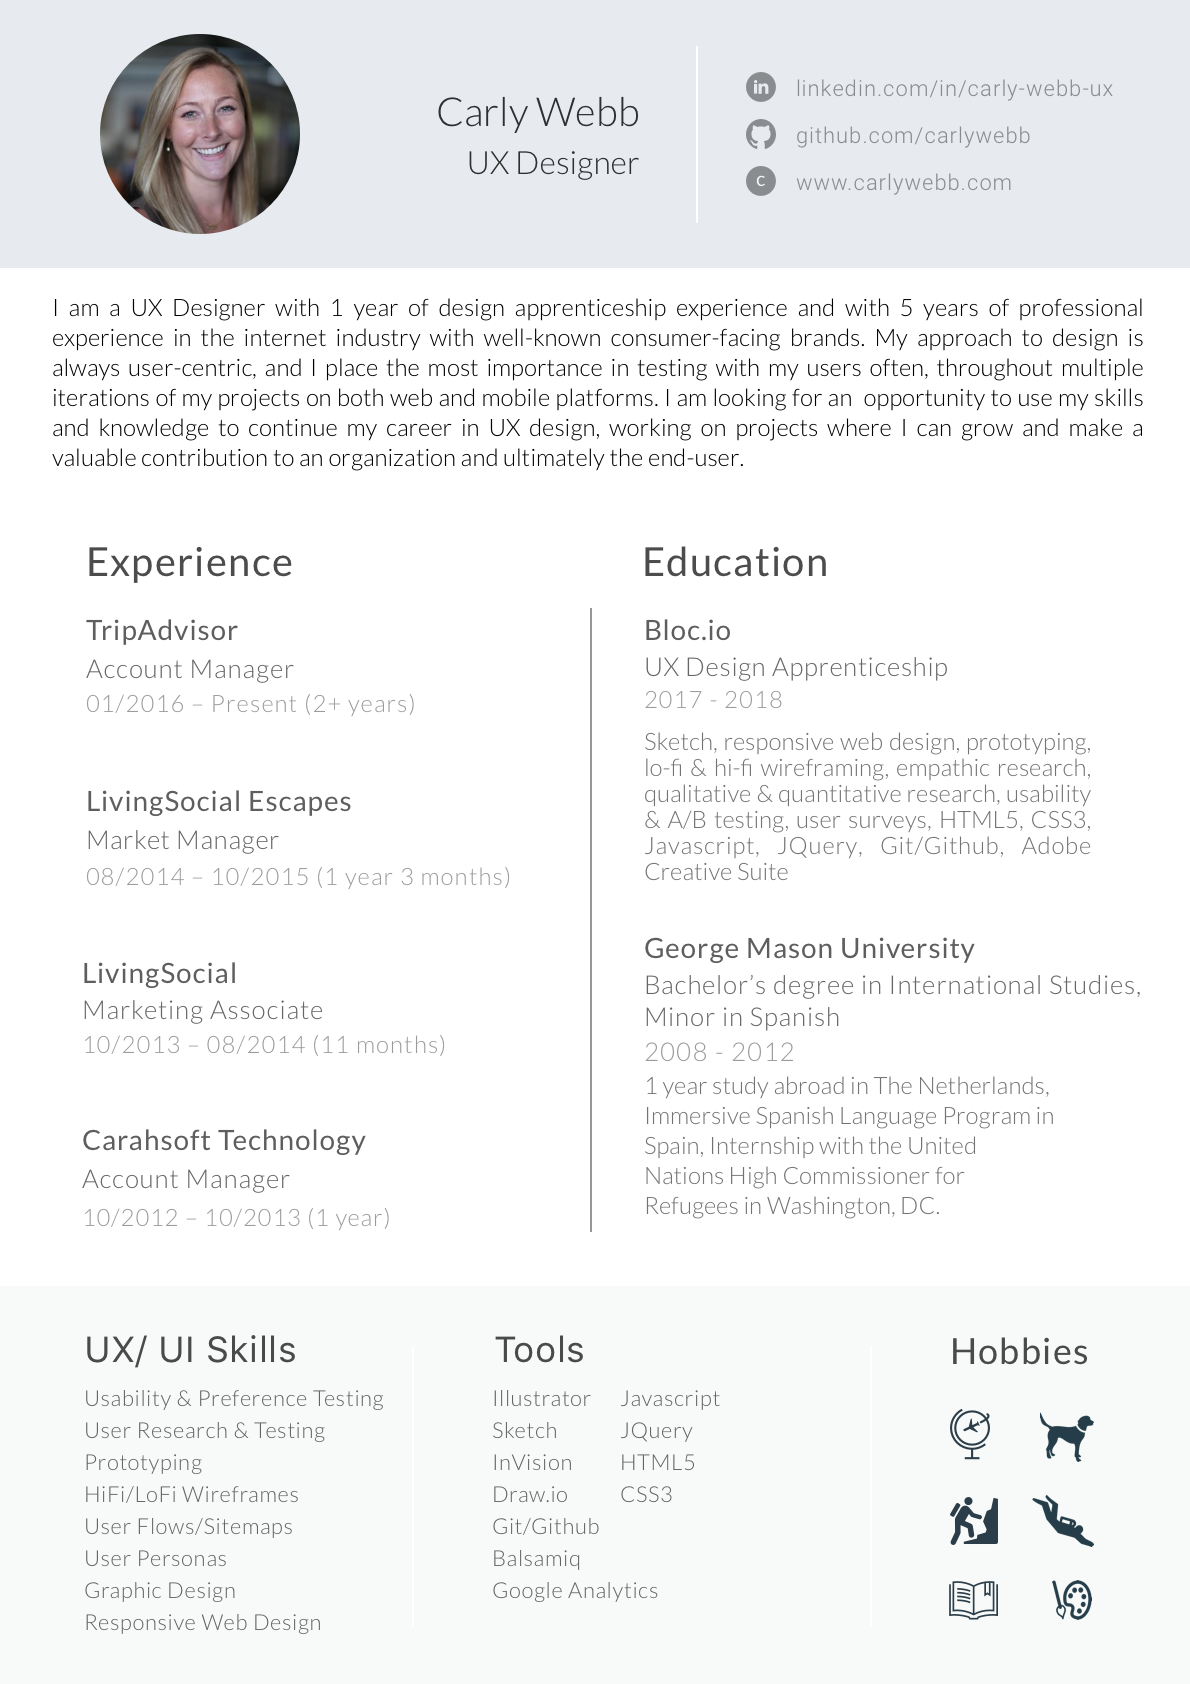 Carly Webb
UX Designer
in linkedin.com/in/carly-webb-ux
github.com/carlywebb
C www.carlywebb.com
I am a UX Designer with 1 year of design apprenticeship experience and with 5 years of professional
experience in the internet industry with well-known consumer-facing brands. My approach to design is
always user-centric, and I place the most importance in testing with my users often, throughout multiple
iterations of my projects on both web and mobile platforms. I am looking for an opportunity to use my skills
and knowledge to continue my career in UX design, working on projects where I can grow and make a
valuable contribution to an organization and ultimately the end-user.
Experience
TripAdvisor
Account Manager
01/2016 – Present (2+ years)
LivingSocial Escapes
Market Manager
08/2014 – 10/2015 (1 year 3 months)
LivingSocial
Marketing Associate
10/2013 – 08/2014 (11 months)
Carahsoft Technology
Account Manager
10/2012 – 10/2013 (1 year)
Education
Bloc.io
UX Design Apprenticeship
2017 - 2018
Sketch, responsive web design, prototyping,
lo-fi & hi-fi wireframing, empathic research,
qualitative & quantitative research, usability
& A/B testing, user surveys, HTML5, CSS3,
Javascript, JQuery, Git/Github, Adobe
Creative Suite
George Mason University
Bachelor’s degree in International Studies,
Minor in Spanish
2008 - 2012
1 year study abroad in The Netherlands,
Immersive Spanish Language Program in
Spain, Internship with the United
Nations High Commissioner for
Refugees in Washington, DC.
UX/ UI Skills
Usability & Preference Testing
User Research & Testing
Prototyping
HiFi/LoFi Wireframes
User Flows/Sitemaps
User Personas
Graphic Design
Responsive Web Design
Tools
Illustrator
Sketch
InVision
Draw.io
Git/Github
Balsamiq
Google Analytics
Javascript
JQuery
HTML5
CSS3
Hobbies